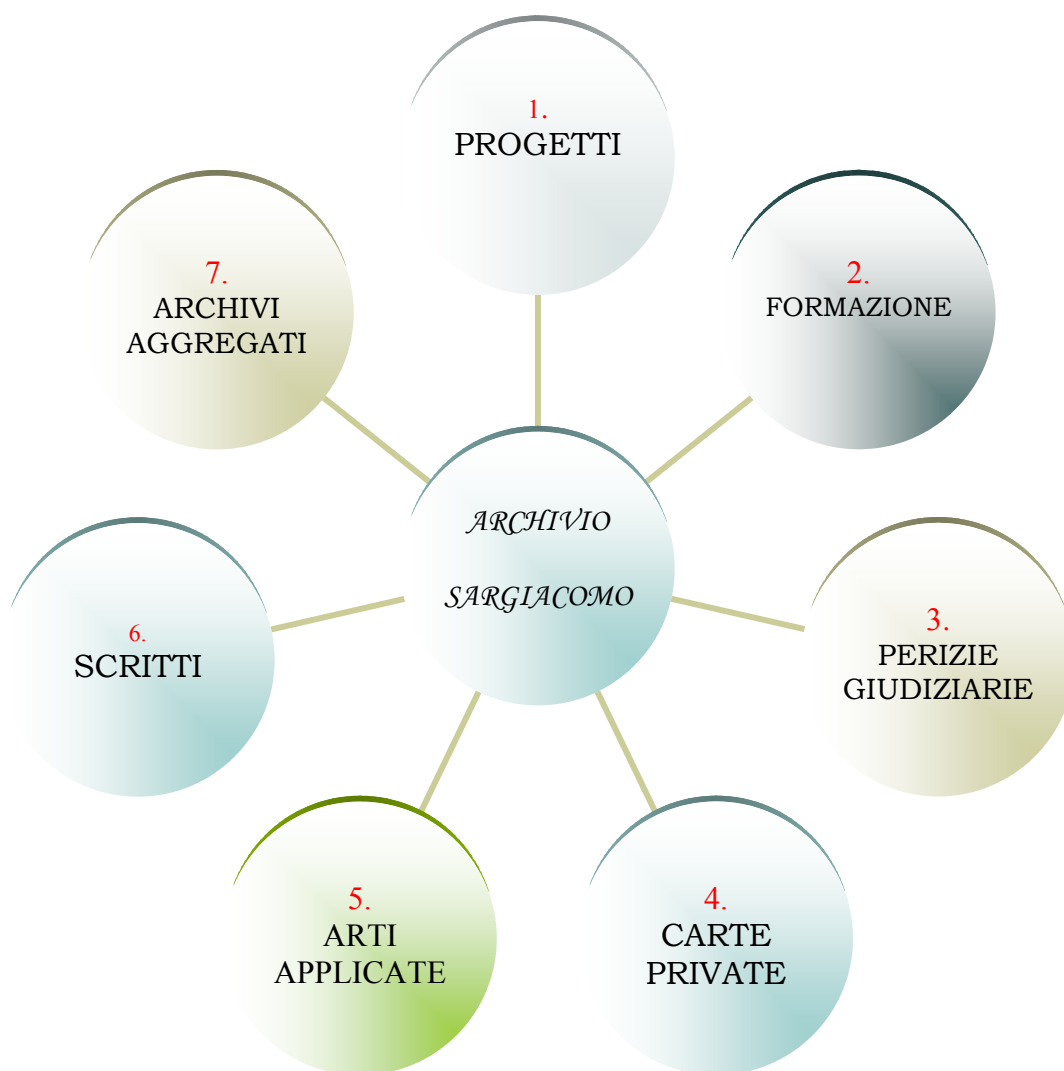 1.
PROGETTI
2.
FORMAZIONE
3.
PERIZIE
GIUDIZIARIE
4.
CARTE
PRIVATE
5.
ARTI
APPLICATE
6.
SCRITTI
7.
ARCHIVI
AGGREGATI
ARCHIVIO
SARGIACOMO